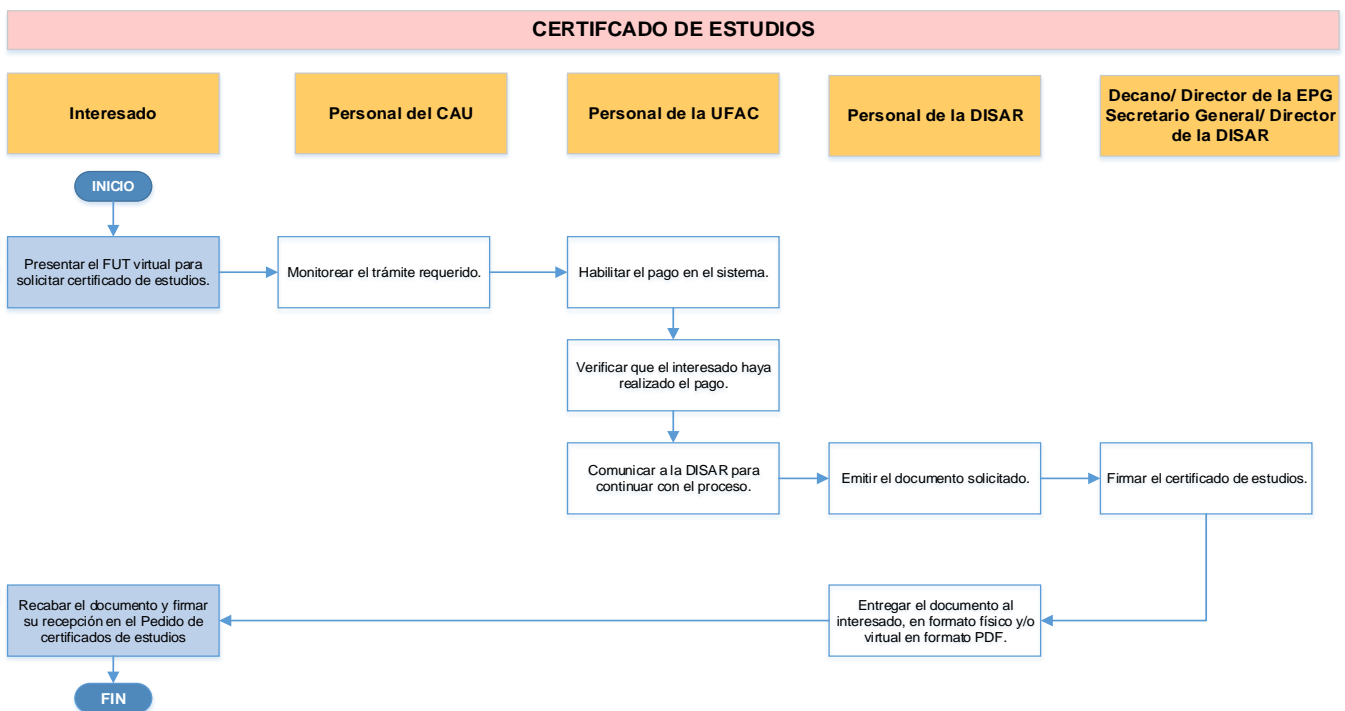 CERTIFCADO DE ESTUDIOS
Interesado
Personal del CAU
Personal de la UFAC
Personal de la DISAR
Decano/ Director de la EPG
Secretario General/ Director
de la DISAR
INICIO
Presentar el FUT virtual para
solicitar certificado de estudios.
Monitorear el trámite requerido.
Habilitar el pago en el sistema.
Verificar que el interesado haya
realizado el pago.
Comunicar a la DISAR para
continuar con el proceso.
Emitir el documento solicitado.
Firmar el certificado de estudios.
Recabar el documento y firmar
su recepción en el Pedido de
certificados de estudios
Entregar el documento al
interesado, en formato físico y/o
virtual en formato PDF.
FIN